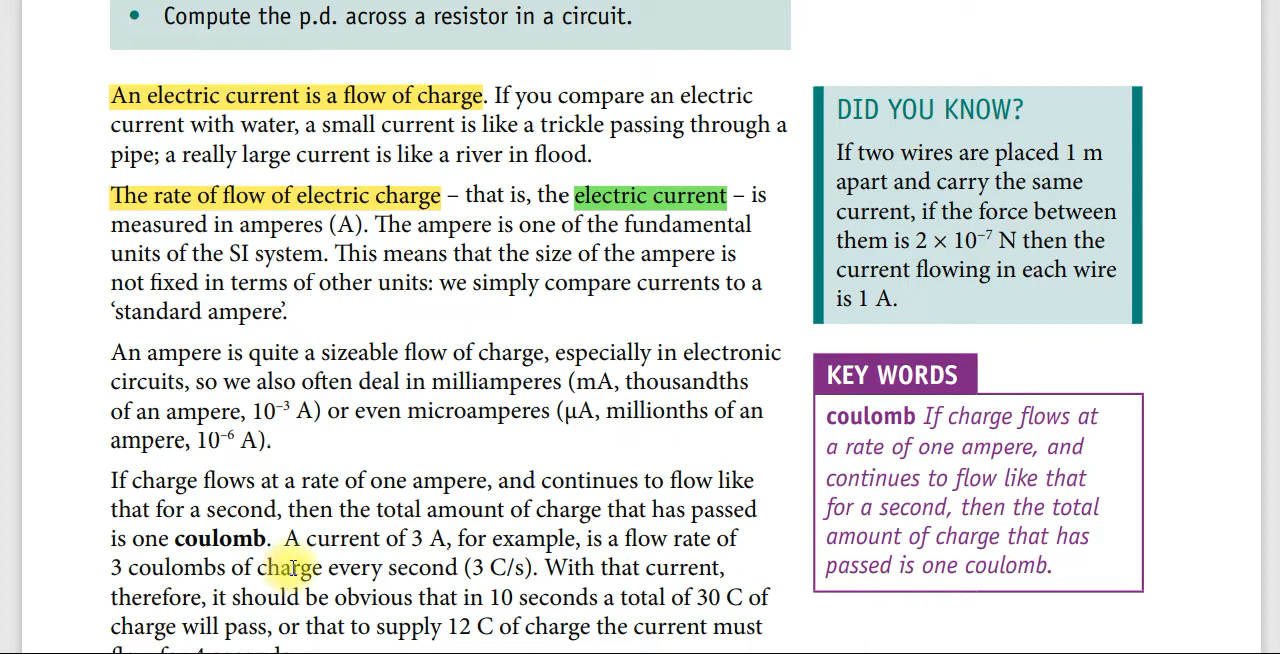 • Compute the p.d. across a resistor in a circuit.
An electric current is a flow of charge. If you compare an electric
current with water, a small current is like a trickle passing through a
pipe; a really large current is like a river in flood.
The rate of flow of electric charge – that is, the electric current – is
measured in amperes (A). The ampere is one of the fundamental
units of the SI system. This means that the size of the ampere is
not fixed in terms of other units: we simply compare currents to a
‘standard ampere’.
An ampere is quite a sizeable flow of charge, especially in electronic
circuits, so we also often deal in milliamperes (mA, thousandths
of an ampere, 10⁻³ A) or even microamperes (µA, millionths of an
ampere, 10⁻⁶ A).
If charge flows at a rate of one ampere, and continues to flow like
that for a second, then the total amount of charge that has passed
is one coulomb. A current of 3 A, for example, is a flow rate of
3 coulombs of charge every second (3 C/s). With that current,
therefore, it should be obvious that in 10 seconds a total of 30 C of
charge will pass, or that to supply 12 C of charge the current must
DID YOU KNOW?
If two wires are placed 1 m
apart and carry the same
current, if the force between
them is 2 × 10⁻⁷ N then the
current flowing in each wire
is 1 A.
KEY WORDS
coulomb If charge flows at
a rate of one ampere, and
continues to flow like that
for a second, then the total
amount of charge that has
passed is one coulomb.